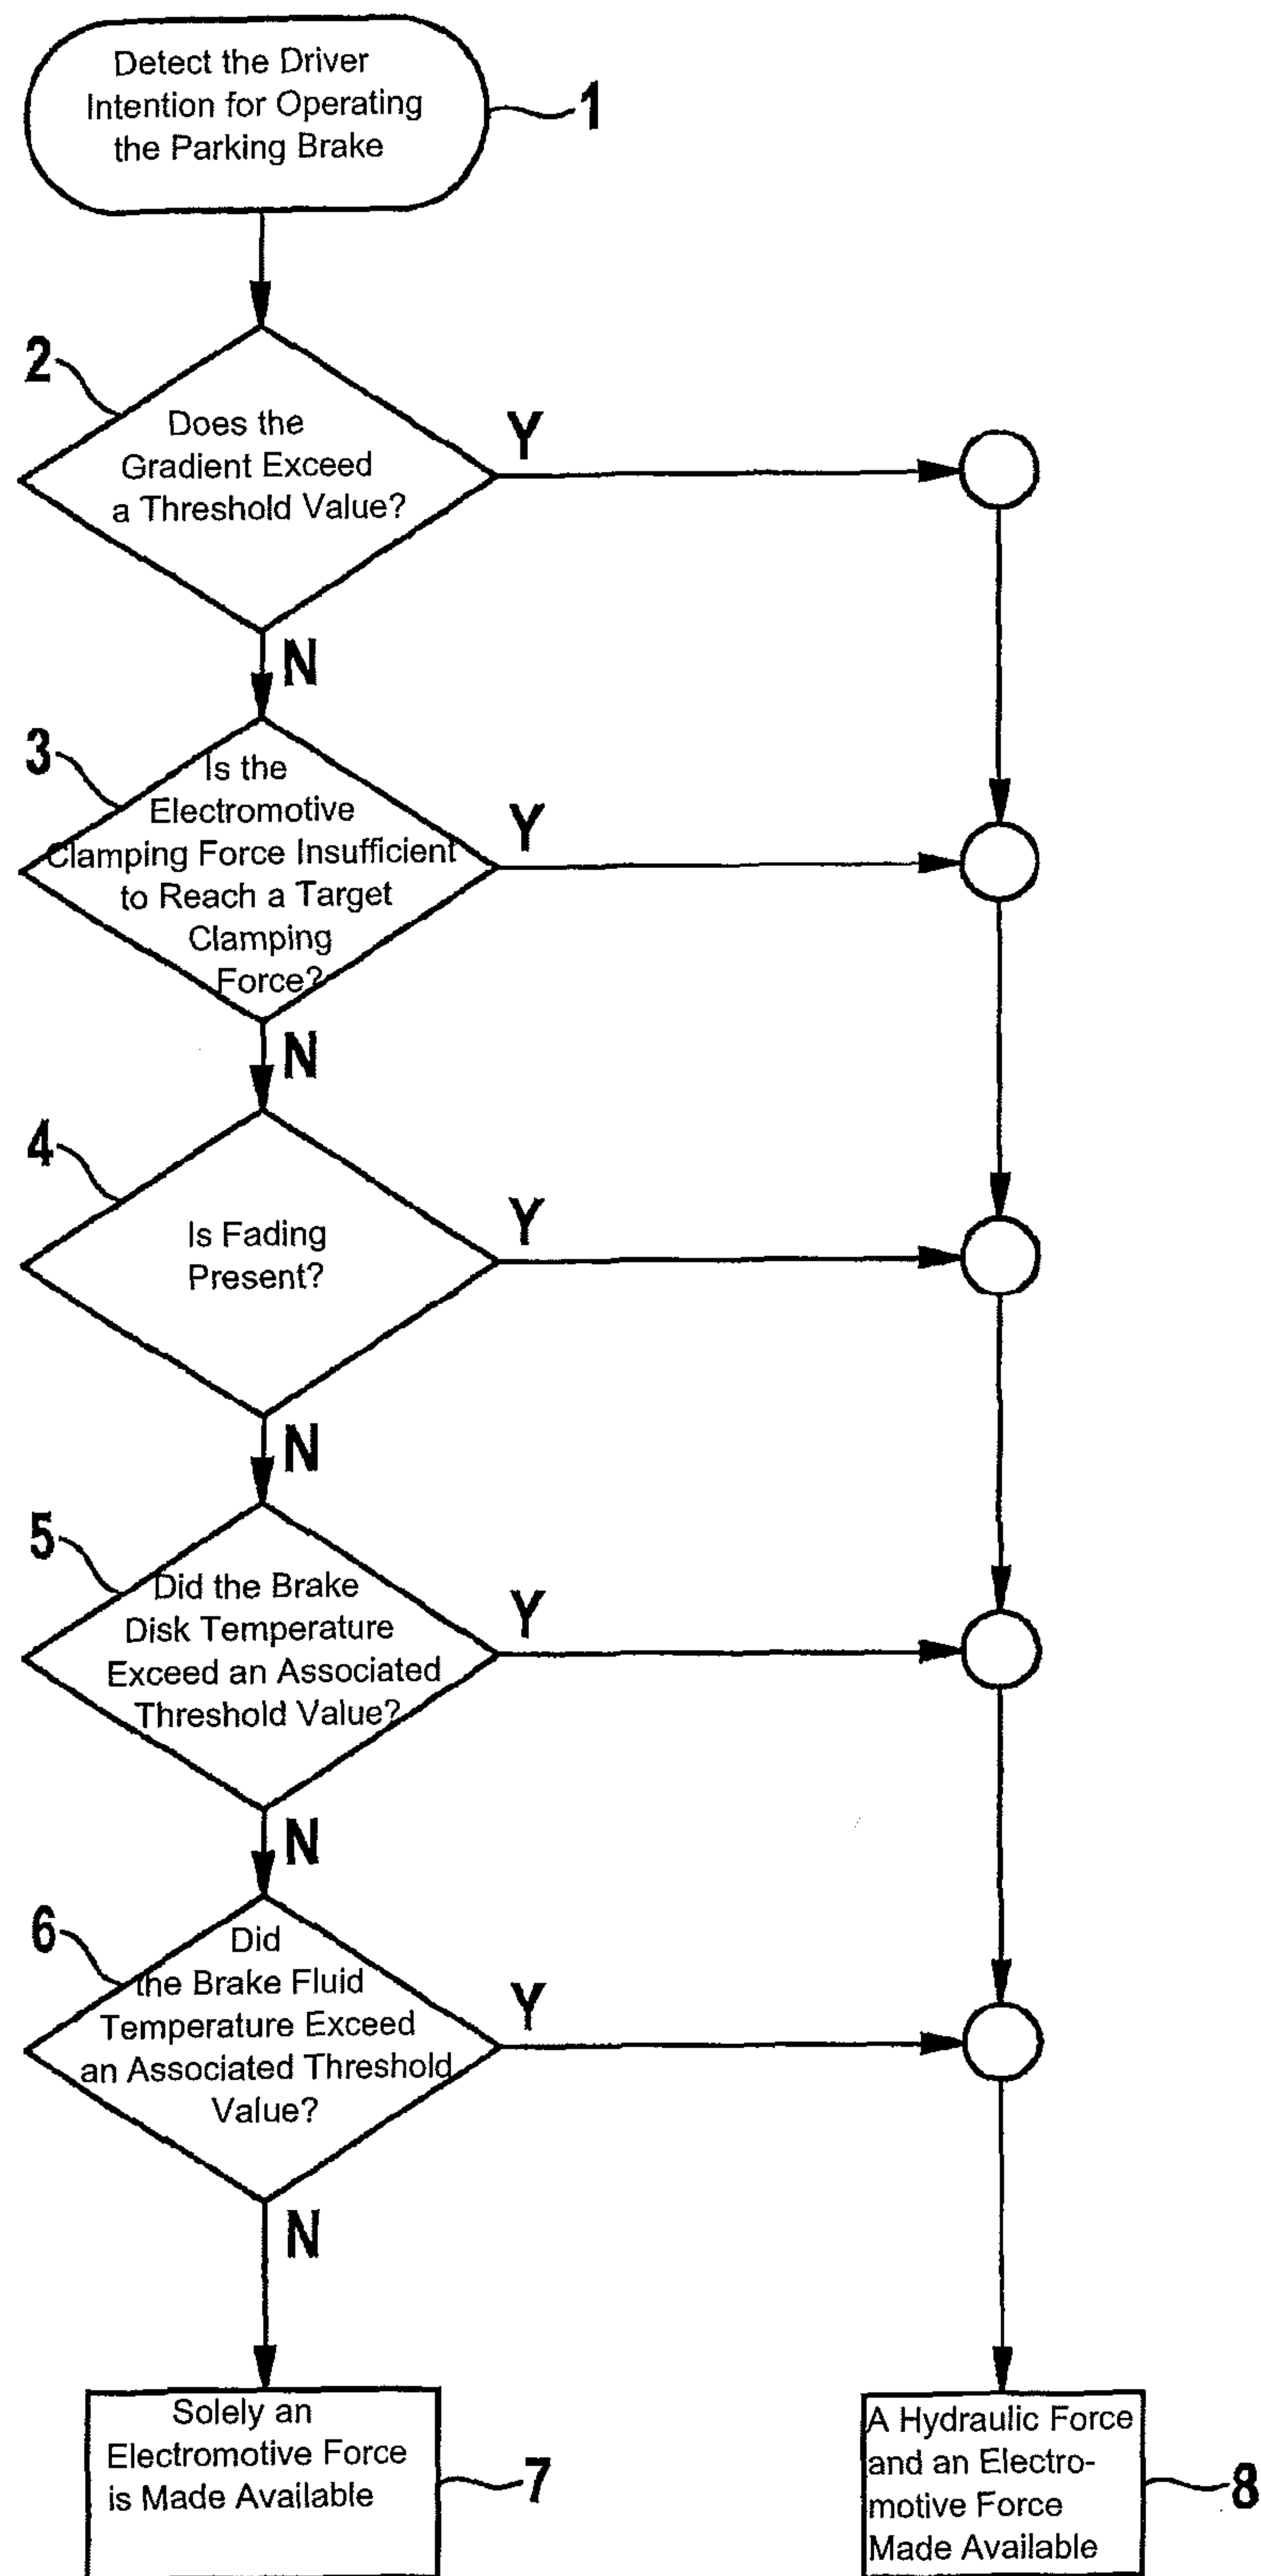 Detect the Driver
Intention for Operating
the Parking Brake
1
2
Does the
Gradient Exceed
a Threshold Value?
Y
N
3
Is the
Electromotive
Clamping Force Insufficient
to Reach a Target
Clamping
Force?
Y
N
4
Is Fading
Present?
Y
N
5
Did the Brake
Disk Temperature
Exceed an Associated
Threshold Value?
Y
N
6
Did
the Brake Fluid
Temperature Exceed
an Associated Threshold
Value?
Y
N
Solely an
Electromotive Force
is Made Available
7
A Hydraulic Force
and an Electro-
motive Force
Made Available
8